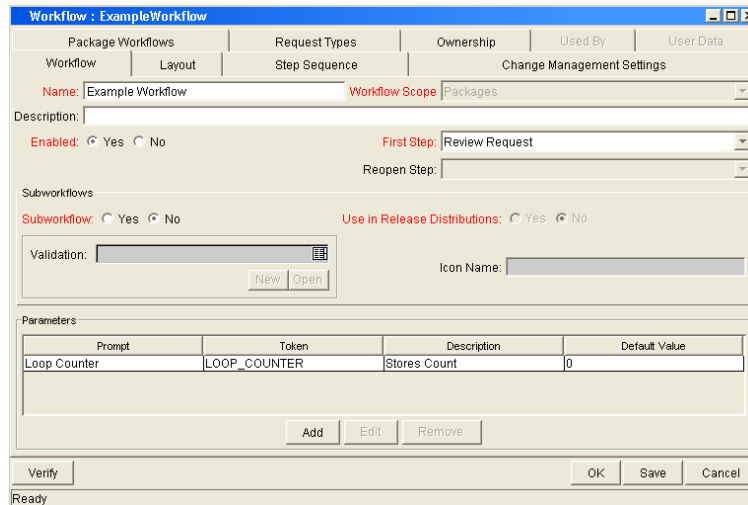 Workflow : ExampleWorkflow
Package Workflows Request Types Ownership Used By User Data
Workflow Layout Step Sequence Change Management Settings
Name: Example Workflow Workflow Scope Packages
Description:
Enabled: Yes No First Step: Review Request
Reopen Step:
Subworkflows
Subworkflow: Yes No Use in Release Distributions: Yes No
Validation:
Icon Name:
New Open
Parameters
Prompt Token Description Default Value
Loop Counter LOOP_COUNTER Stores Count 0
Add Edit Remove
Verify OK Save Cancel
Ready